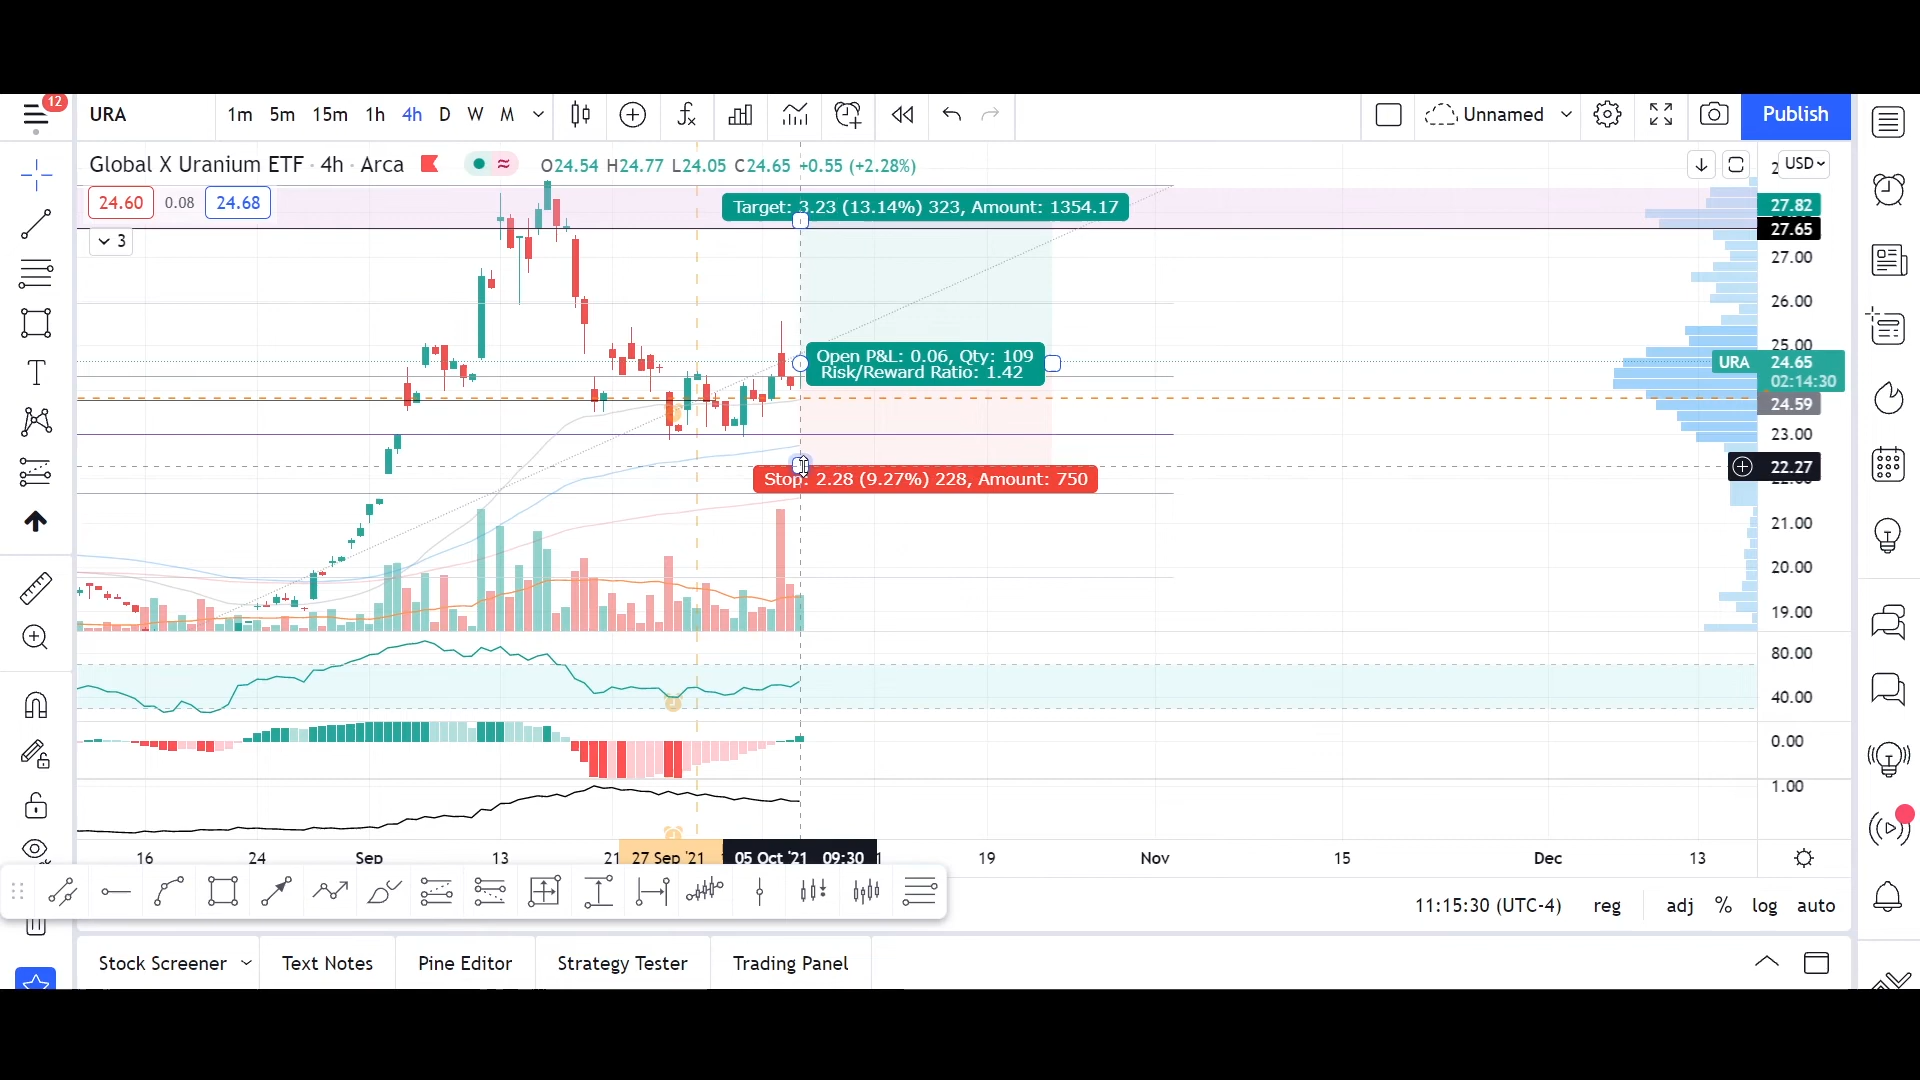 12
URA
1m 5m 15m 1h 4h D W M
Unnamed
Publish
Global X Uranium ETF · 4h · Arca
O24.54 H24.77 L24.05 C24.65 +0.55 (+2.28%)
USD
24.60 0.08 24.68
3
Target: 3.23 (13.14%) 323, Amount: 1354.17
27.82
27.65
27.00
26.00
25.00
Open P&L: 0.06, Qty: 109
Risk/Reward Ratio: 1.42
URA 24.65
02:14:30
24.59
23.00
22.27
Stop: 2.28 (9.27%) 228, Amount: 750
21.00
20.00
19.00
80.00
40.00
0.00
1.00
16 24 Sep 13 21 27 Sep '21 05 Oct '21 09:30 19 Nov 15 Dec 13
11:15:30 (UTC-4) reg adj % log auto
Stock Screener Text Notes Pine Editor Strategy Tester Trading Panel